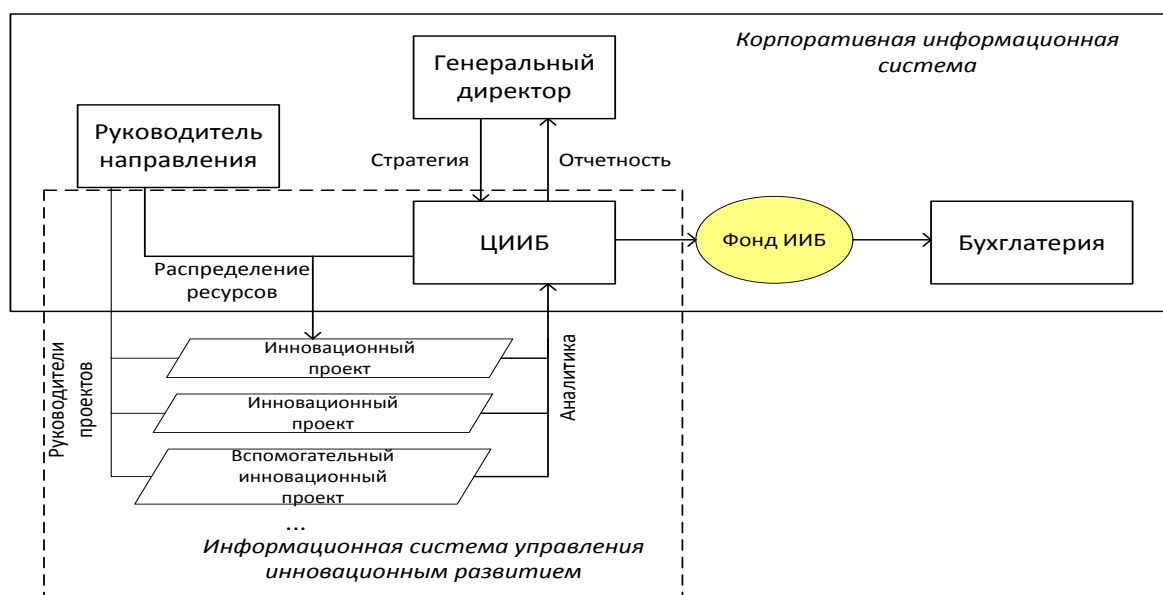 Корпоративная информационная
система
Генеральный
директор
Руководитель
направления
Стратегия
Отчетность
ЦИИБ
Фонд ИИБ
Бухглатерия
Распределение
ресурсов
Инновационный
проект
Инновационный
проект
Вспомогательный
инновационный
проект
...
Руководители
проектов
Аналитика
Информационная система управления
инновационным развитием